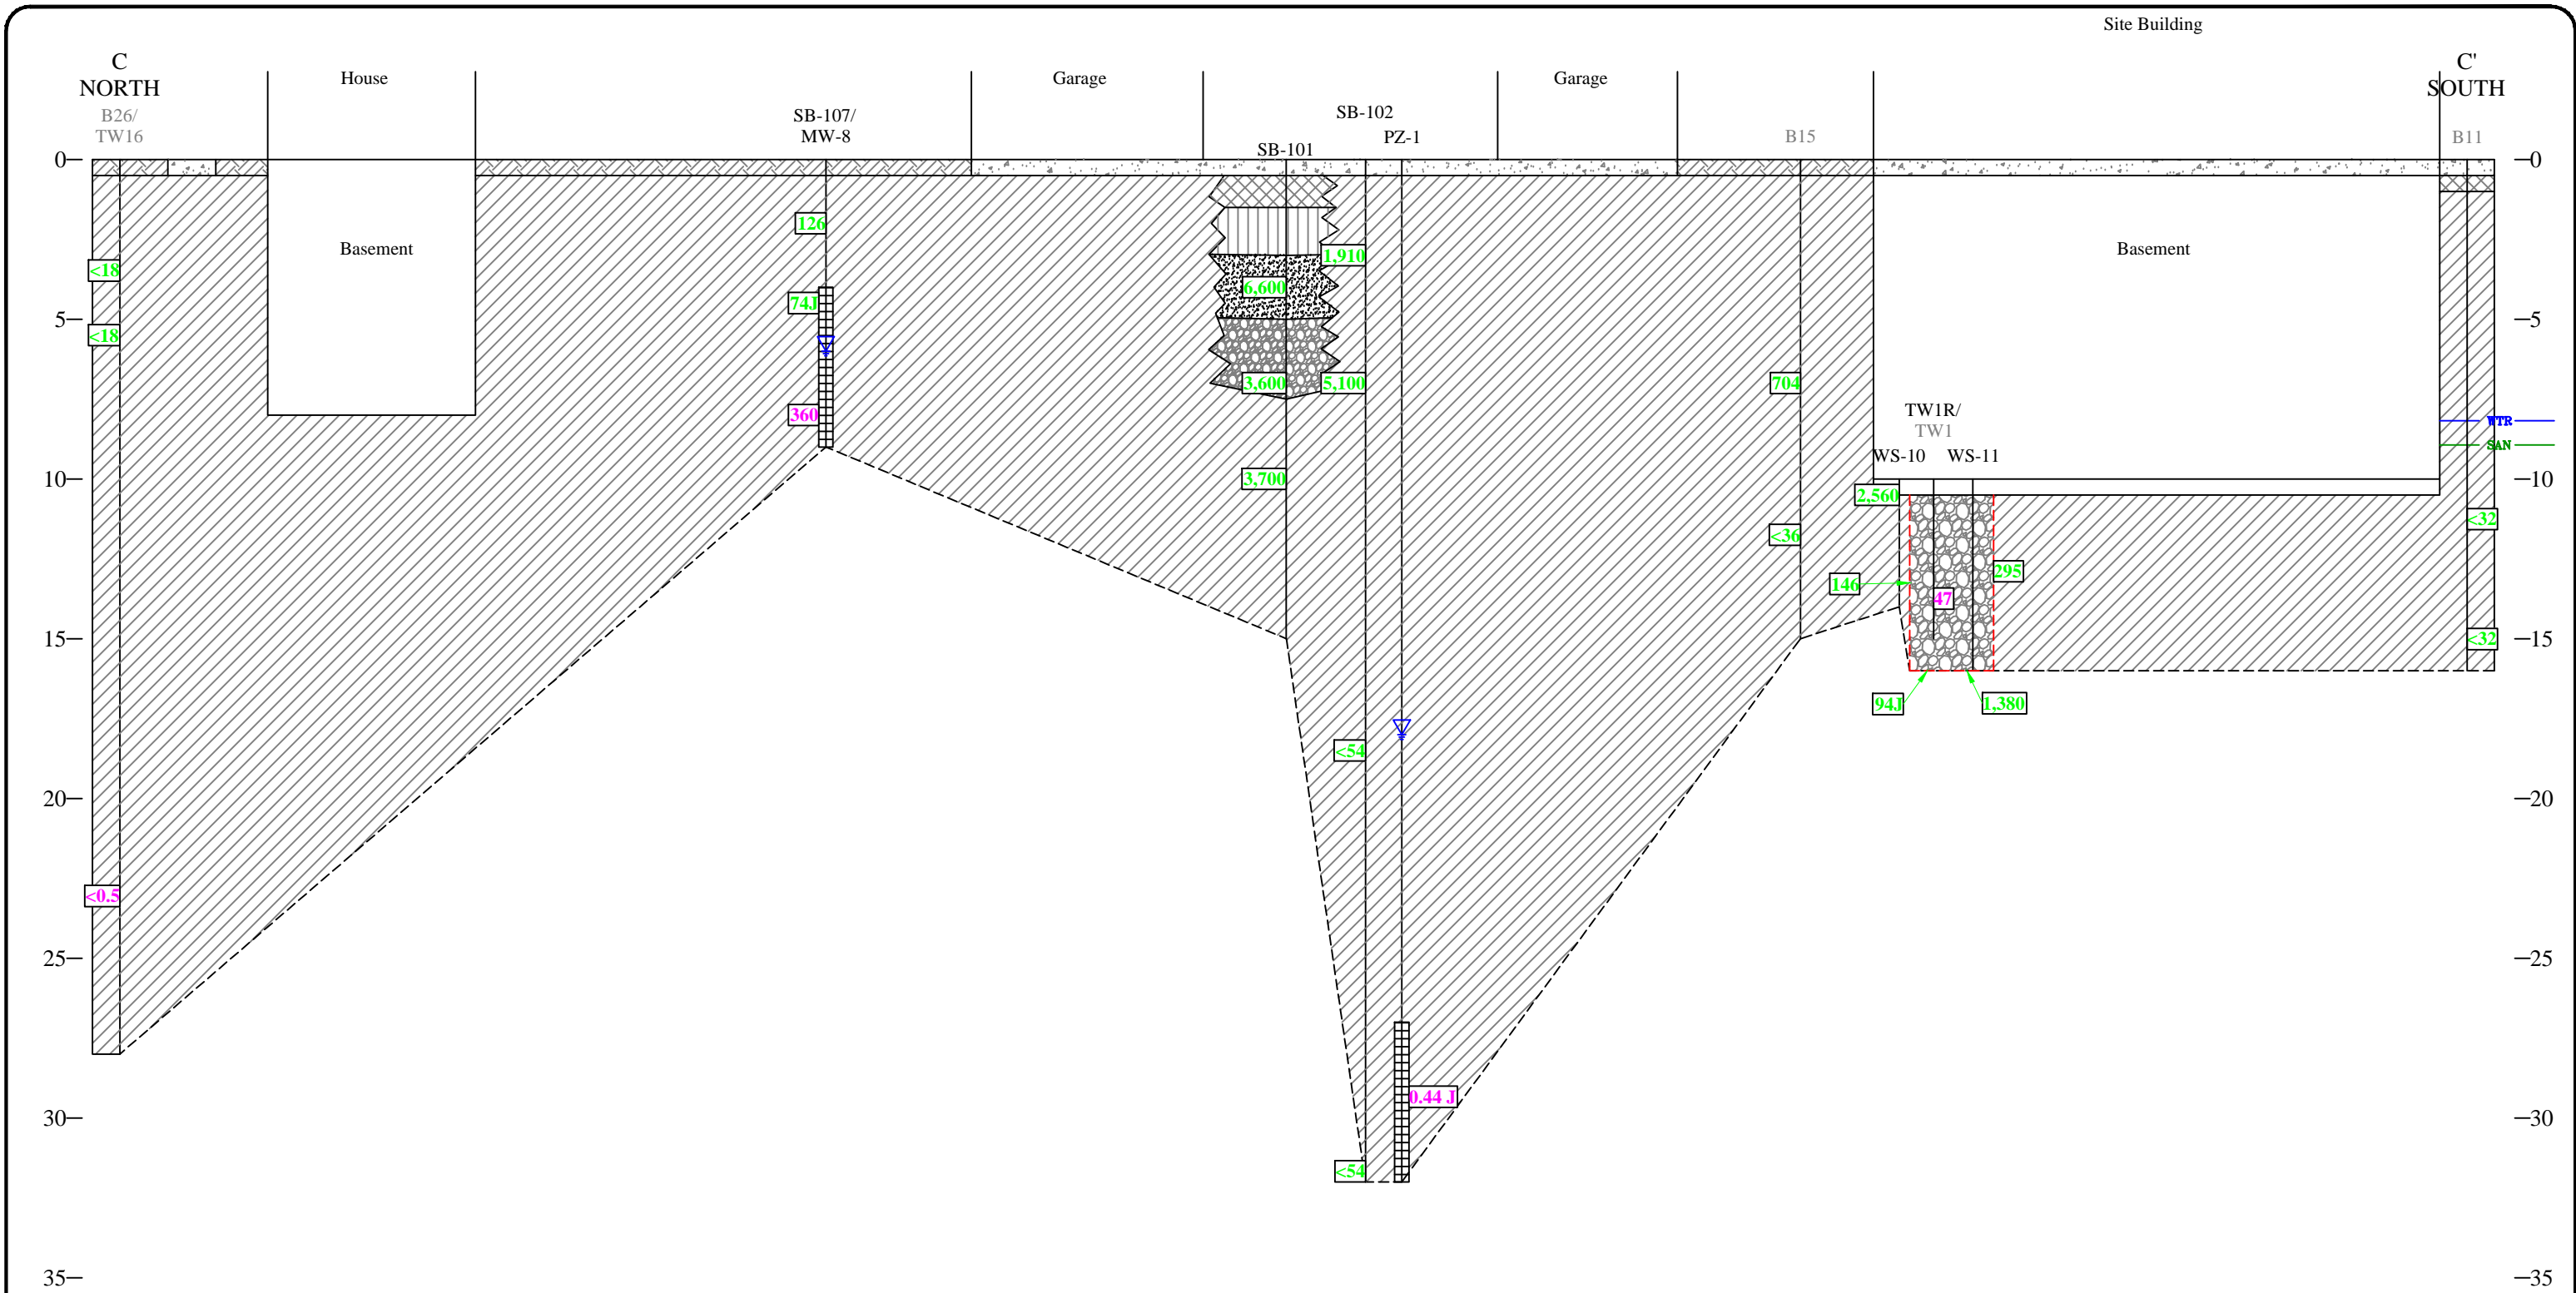 Site Building
C
NORTH
House
Garage
Garage
C'
SOUTH
B26/
TW16
SB-107/
MW-8
SB-101
SB-102
PZ-1
B15
B11
0
0
126
Basement
Basement
1,910
<18
6,600
74J
5
<18
5
3,600
5,100
704
360
TW1R/
TW1
WTR
SAN
WS-10
WS-11
10
3,700
2,560
10
<36
<32
146
295
47
15
<32
15
94J
1,380
<54
20
20
<0.5
25
25
30
0.44 J
30
<54
35
35